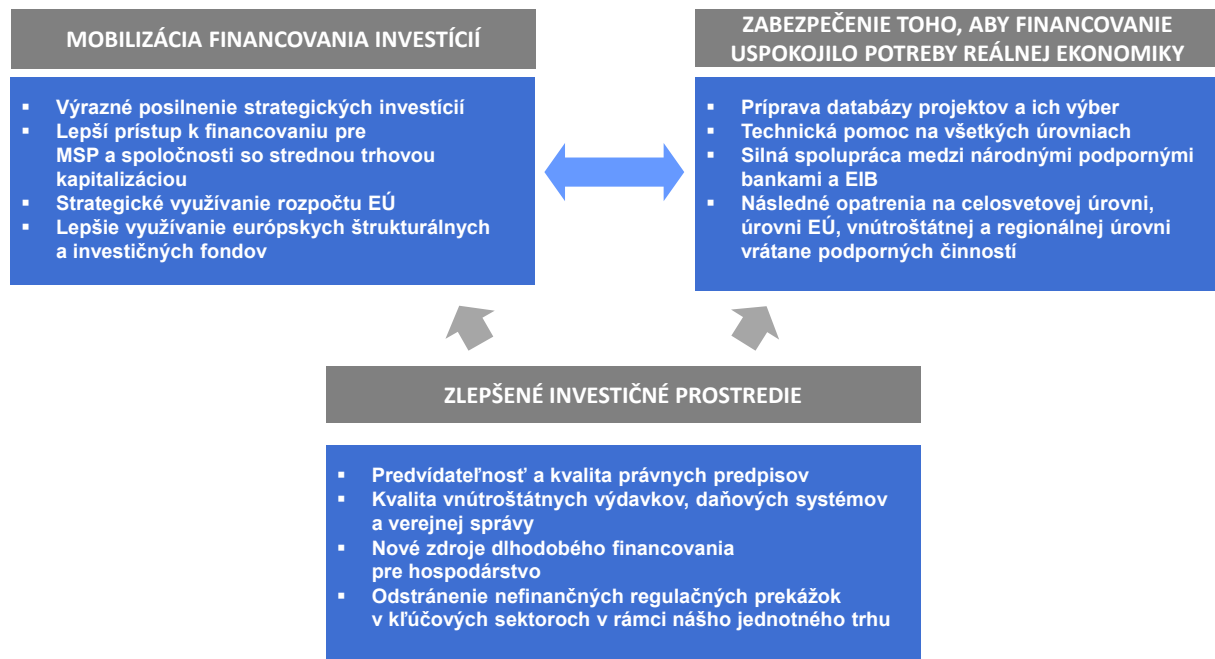 MOBILIZÁCIA FINANCOVANIA INVESTÍCIÍ
▪ Výrazné posilnenie strategických investícií
▪ Lepší prístup k financovaniu pre
MSP a spoločnosti so strednou trhovou
kapitalizáciou
▪ Strategické využívanie rozpočtu EÚ
▪ Lepšie využívanie európskych štrukturálnych
a investičných fondov
ZABEZPEČENIE TOHO, ABY FINANCOVANIE
USPOKOJILO POTREBY REÁLNEJ EKONOMIKY
▪ Príprava databázy projektov a ich výber
▪ Technická pomoc na všetkých úrovniach
▪ Silná spolupráca medzi národnými podpornými
bankami a EIB
▪ Následné opatrenia na celosvetovej úrovni,
úrovni EÚ, vnútroštátnej a regionálnej úrovni
vrátane podporných činností
ZLEPŠENÉ INVESTIČNÉ PROSTREDIE
▪ Predvídateľnosť a kvalita právnych predpisov
▪ Kvalita vnútroštátnych výdavkov, daňových systémov
a verejnej správy
▪ Nové zdroje dlhodobého financovania
pre hospodárstvo
▪ Odstránenie nefinančných regulačných prekážok
v kľúčových sektoroch v rámci nášho jednotného trhu